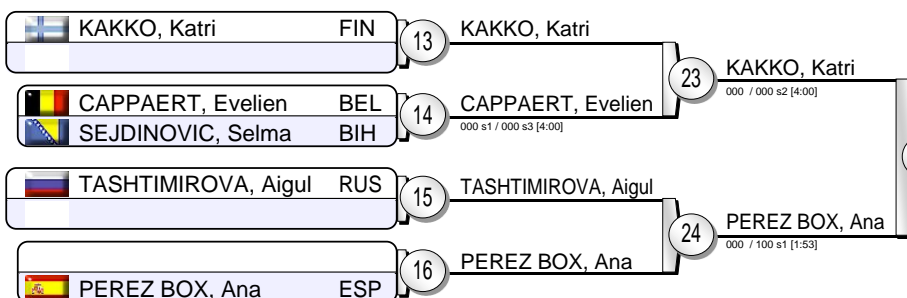 KAKKO, Katri FIN
13
KAKKO, Katri
CAPPAERT, Evelien BEL
SEJDINOVIC, Selma BIH
14
CAPPAERT, Evelien
000 s1 / 000 s3 [4:00]
23
KAKKO, Katri
000 / 000 s2 [4:00]
TASHTIMIROVA, Aigul RUS
15
TASHTIMIROVA, Aigul
PEREZ BOX, Ana ESP
16
PEREZ BOX, Ana
24
PEREZ BOX, Ana
000 / 100 s1 [1:53]